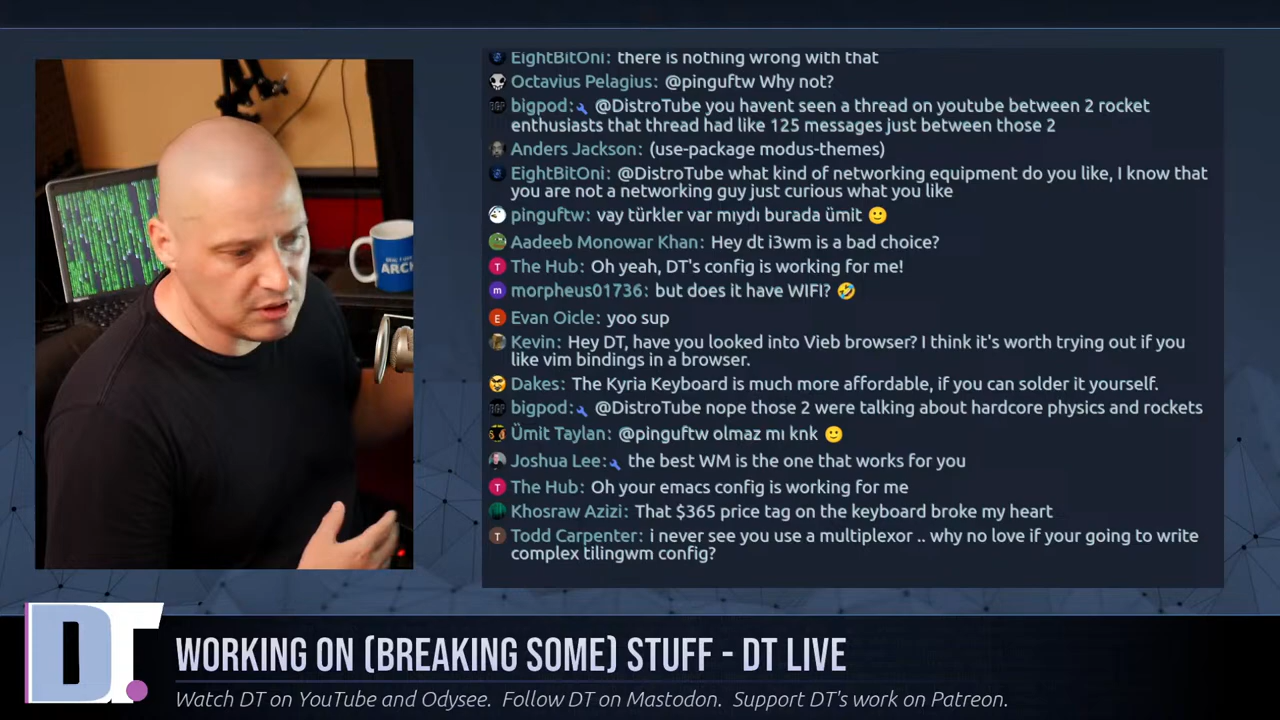 EightBitOni: there is nothing wrong with that
Octavius Pelagius: @pinguftw Why not?
bigpod: @DistroTube you havent seen a thread on youtube between 2 rocket
enthusiasts that thread had like 125 messages just between those 2
Anders Jackson: (use-package modus-themes)
EightBitOni: @DistroTube what kind of networking equipment do you like, I know that
you are not a networking guy just curious what you like
pinguftw: vay türkler var mıydı burada ümit 🙂
Aadeeb Monowar Khan: Hey dt i3wm is a bad choice?
The Hub: Oh yeah, DT's config is working for me!
morpheus01736: but does it have WIFI? 🤣
Evan Oicle: yoo sup
Kevin: Hey DT, have you looked into Vieb browser? I think it's worth trying out if you
like vim bindings in a browser.
Dakes: The Kyria Keyboard is much more affordable, if you can solder it yourself.
bigpod: @DistroTube nope those 2 were talking about hardcore physics and rockets
Ümit Taylan: @pinguftw olmaz mı knk 🙂
Joshua Lee: the best WM is the one that works for you
The Hub: Oh your emacs config is working for me
Khosraw Azizi: That $365 price tag on the keyboard broke my heart
Todd Carpenter: i never see you use a multiplexor .. why no love if your going to write
complex tilingwm config?
ARCH
DT.
WORKING ON (BREAKING SOME) STUFF - DT LIVE
Watch DT on YouTube and Odysee. Follow DT on Mastodon. Support DT's work on Patreon.